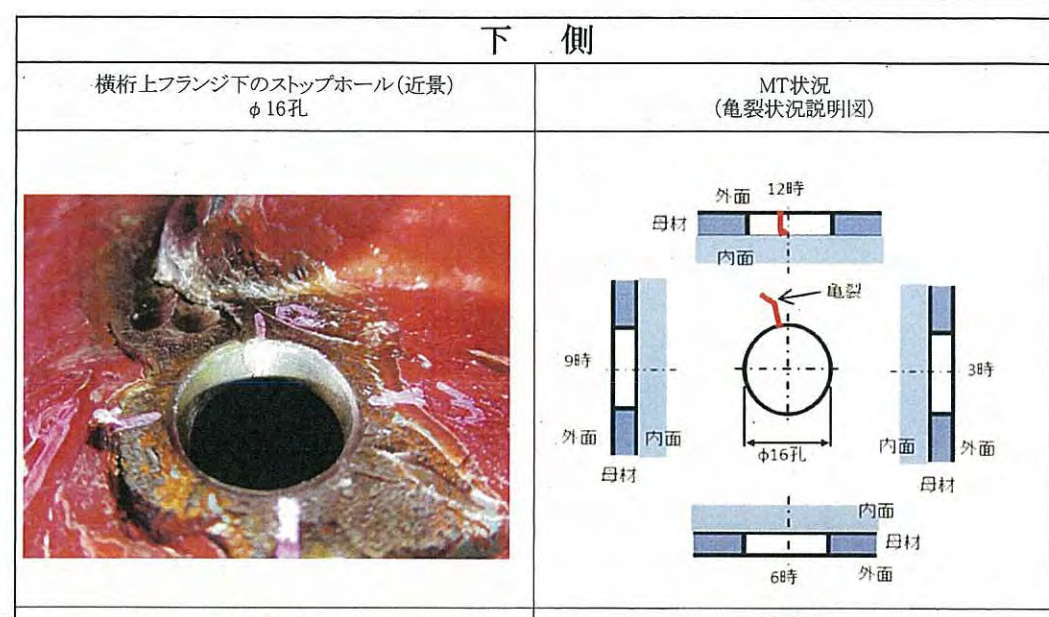 下 側
横桁上フランジ下のストップホール(近景)
φ16孔
MT状況
(亀裂状況説明図)
外面
12時
母材
内面
亀裂
9時
3時
外面
内面
内面
外面
φ16孔
母材
母材
内面
母材
6時
外面